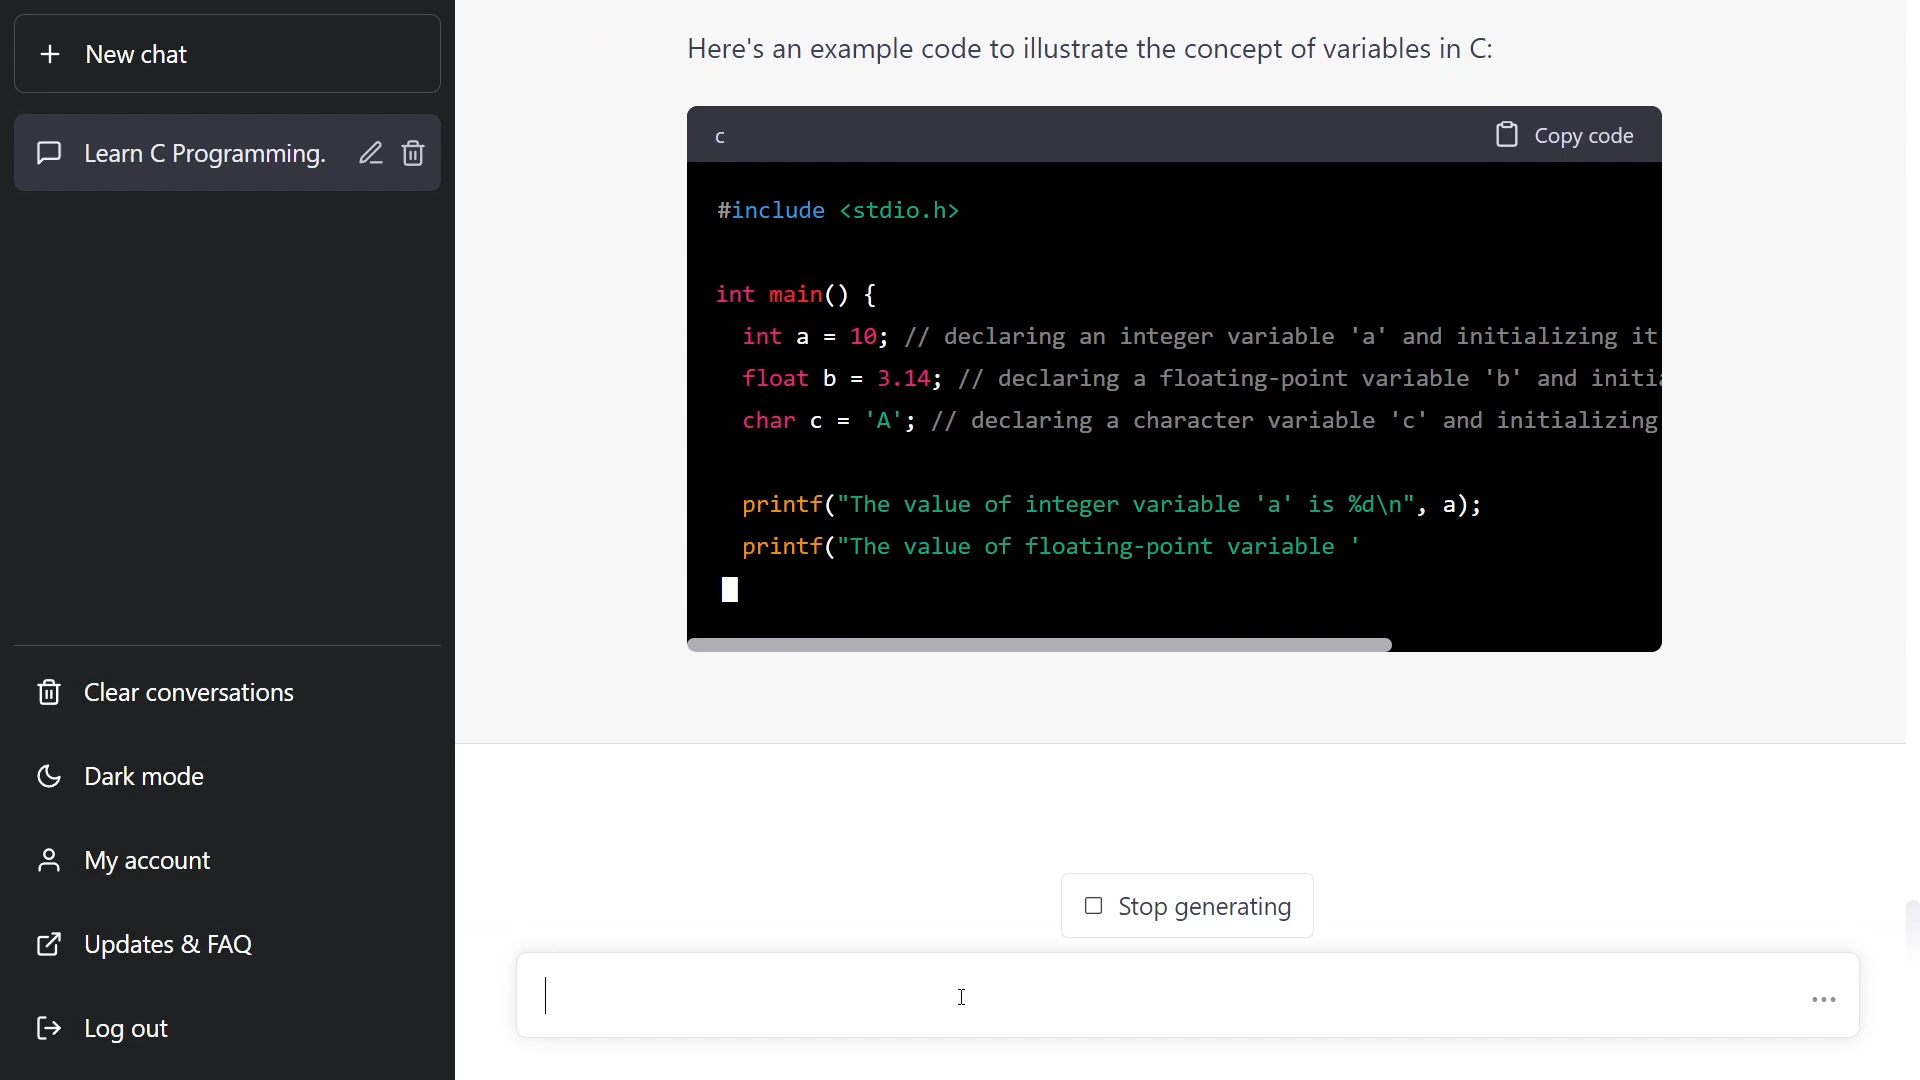 New chat
Learn C Programming.
Clear conversations
Dark mode
My account
Updates & FAQ
Log out
Here's an example code to illustrate the concept of variables in C:
c
Copy code
#include <stdio.h>
int main() {
int a = 10; // declaring an integer variable 'a' and initializing it
float b = 3.14; // declaring a floating-point variable 'b' and initi
char c = 'A'; // declaring a character variable 'c' and initializing
printf("The value of integer variable 'a' is %d\n", a);
printf("The value of floating-point variable '
Stop generating